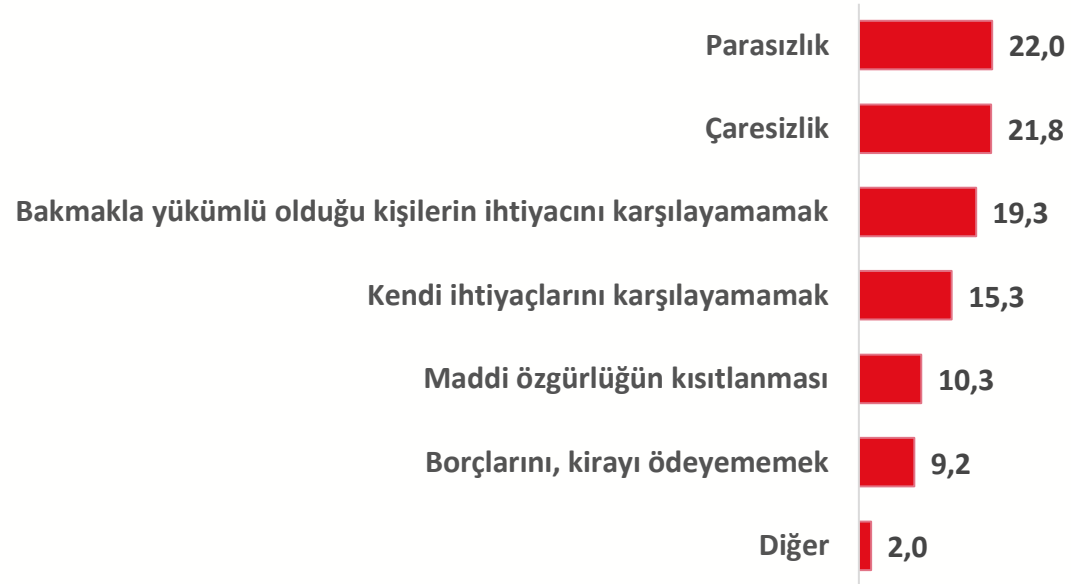 Parasızlık 22,0
Çaresizlik 21,8
Bakmakla yükümlü olduğu kişilerin ihtiyacını karşılayamamak 19,3
Kendi ihtiyaçlarını karşılayamamak 15,3
Maddi özgürlüğün kısıtlanması 10,3
Borçlarını, kirayı ödeyememek 9,2
Diğer 2,0